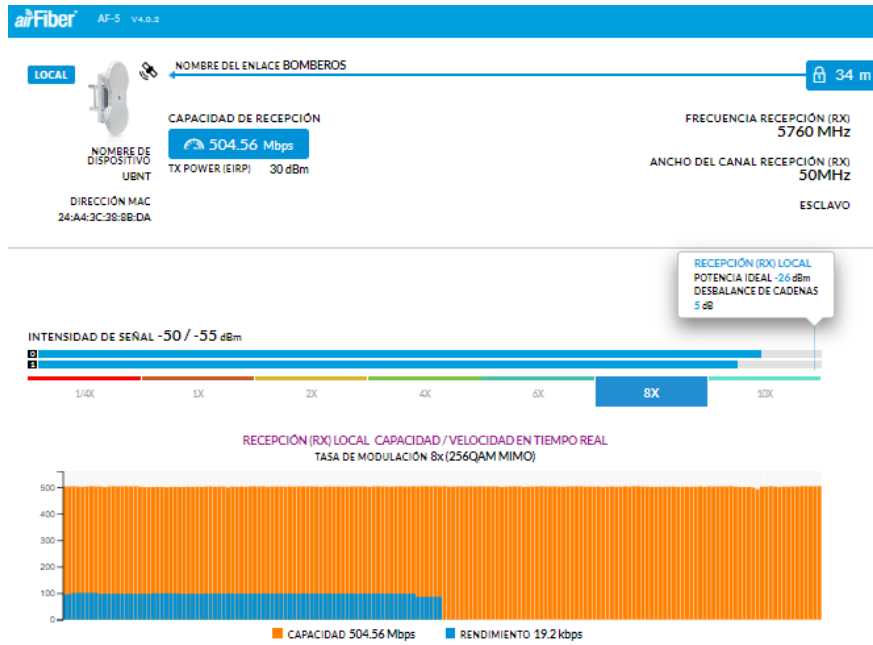 airFiber® AF-5 v4.0.2
LOCAL
NOMBRE DEL ENLACE BOMBEROS
34 m
CAPACIDAD DE RECEPCIÓN
504.56 Mbps
TX POWER (EIRP) 30 dBm
FRECUENCIA RECEPCIÓN (RX)
5760 MHz
ANCHO DEL CANAL RECEPCIÓN (RX)
50MHz
ESCLAVO
NOMBRE DE
DISPOSITIVO
UBNT
DIRECCIÓN MAC
24:A4:3C:38:8B:DA
RECEPCIÓN (RX) LOCAL
POTENCIA IDEAL -26 dBm
DESBALANCE DE CADENAS
5 dB
INTENSIDAD DE SEÑAL -50 / -55 dBm
0
1
1/4X 1X 2X 4X 6X 8X 10X
RECEPCIÓN (RX) LOCAL CAPACIDAD / VELOCIDAD EN TIEMPO REAL
TASA DE MODULACIÓN 8x (256QAM MIMO)
500
400
300
200
100
0
CAPACIDAD 504.56 Mbps RENDIMIENTO 19.2 kbps